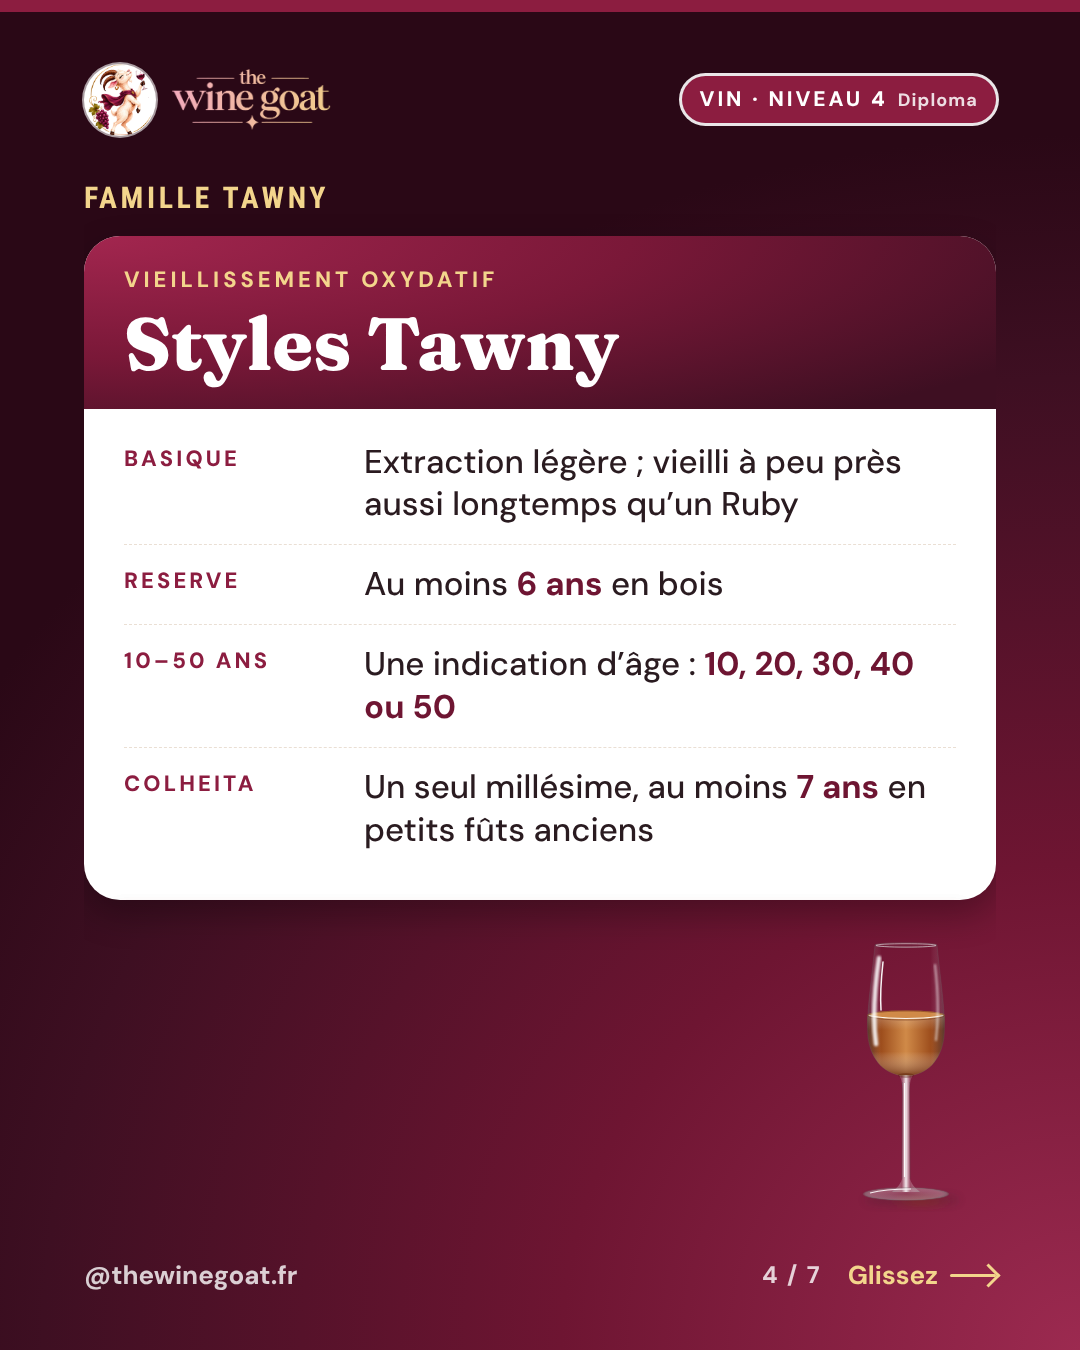 the
wine goat
VIN · NIVEAU 4 Diploma
FAMILLE TAWNY
VIEILLISSEMENT OXYDATIF
Styles Tawny
BASIQUE
Extraction légère ; vieilli à peu près
aussi longtemps qu’un Ruby
RESERVE
Au moins 6 ans en bois
10–50 ANS
Une indication d’âge : 10, 20, 30, 40
ou 50
COLHEITA
Un seul millésime, au moins 7 ans en
petits fûts anciens
@thewinegoat.fr
4 / 7
Glissez